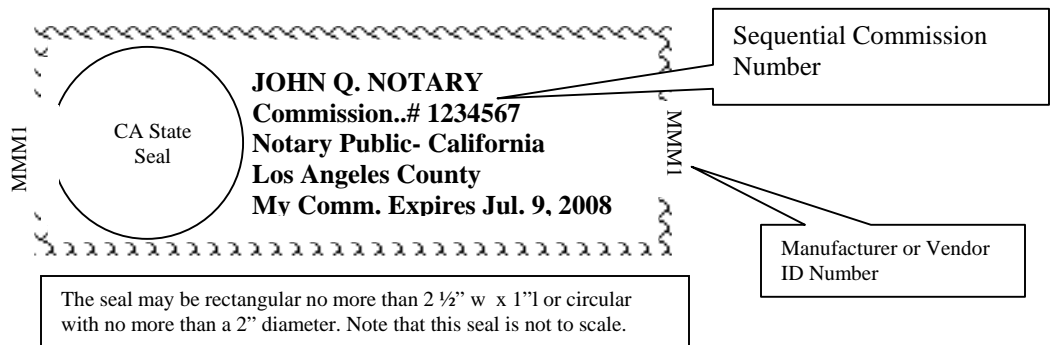 Sequential Commission
Number
JOHN Q. NOTARY
Commission..# 1234567
Notary Public- California
Los Angeles County
My Comm. Expires Jul. 9, 2008
CA State
Seal
MMM1
MMM1
Manufacturer or Vendor
ID Number
The seal may be rectangular no more than 2 ½” w  x 1”l or circular
with no more than a 2” diameter. Note that this seal is not to scale.